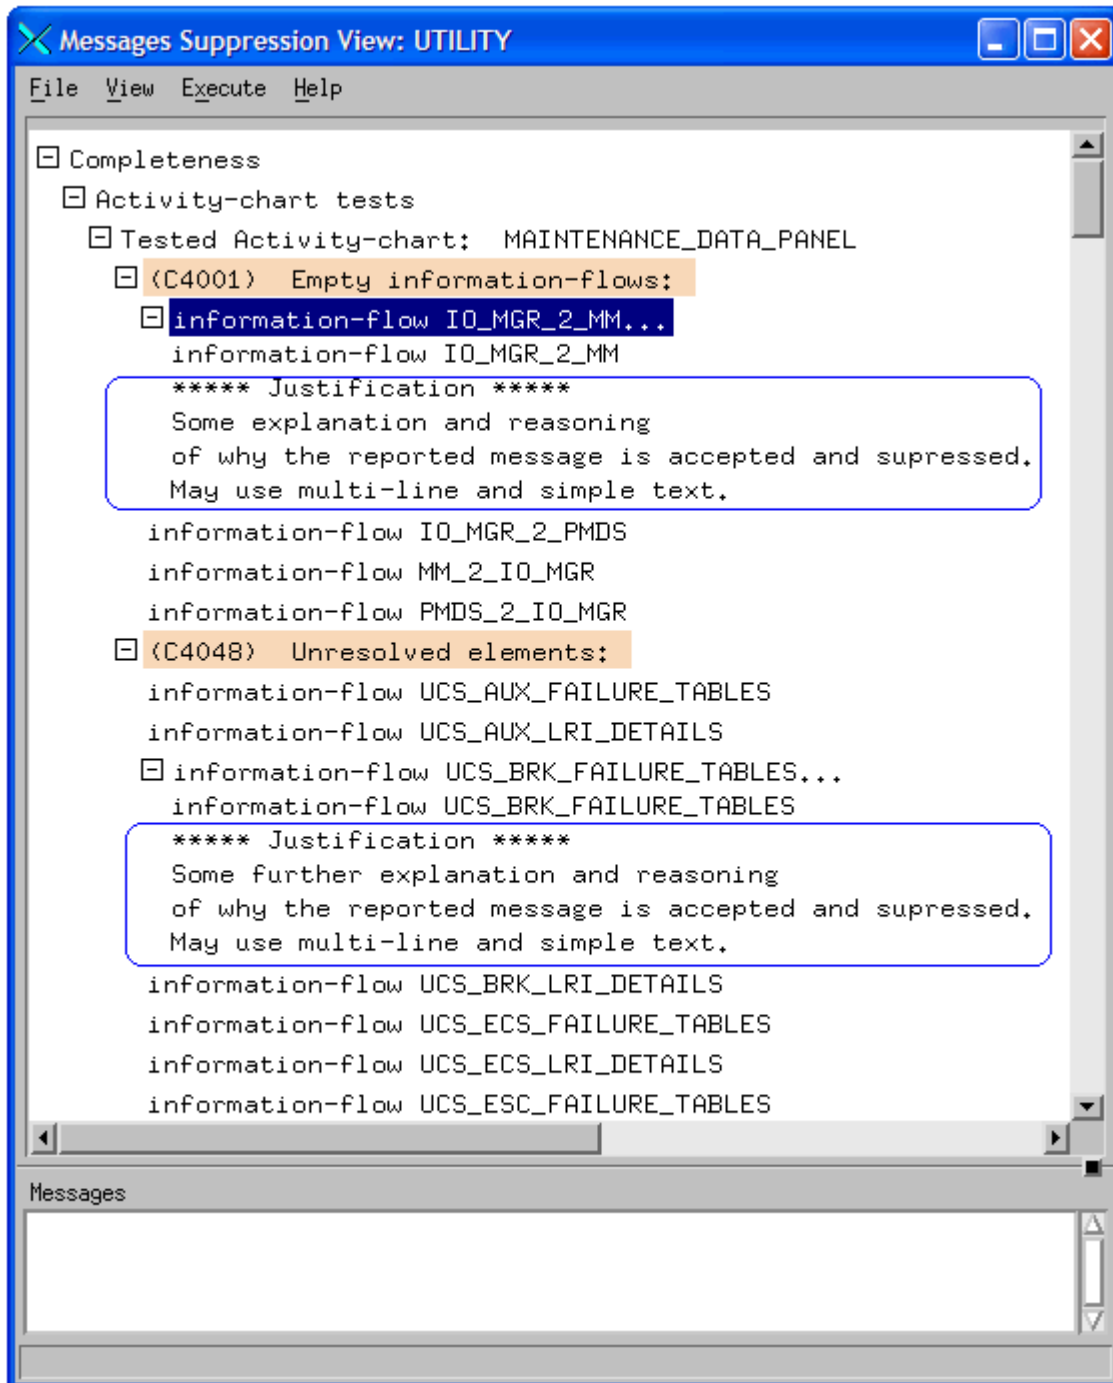 Messages Suppression View: UTILITY
File View Execute Help
Completeness
Activity-chart tests
Tested Activity-chart: MAINTENANCE_DATA_PANEL
(C4001) Empty information-flows:
information-flow IO_MGR_2_MM...
information-flow IO_MGR_2_MM
***** Justification *****
Some explanation and reasoning
of why the reported message is accepted and supressed.
May use multi-line and simple text.
information-flow IO_MGR_2_PMDS
information-flow MM_2_IO_MGR
information-flow PMDS_2_IO_MGR
(C4048) Unresolved elements:
information-flow UCS_AUX_FAILURE_TABLES
information-flow UCS_AUX_LRI_DETAILS
information-flow UCS_BRK_FAILURE_TABLES...
information-flow UCS_BRK_FAILURE_TABLES
***** Justification *****
Some further explanation and reasoning
of why the reported message is accepted and supressed.
May use multi-line and simple text.
information-flow UCS_BRK_LRI_DETAILS
information-flow UCS_ECS_FAILURE_TABLES
information-flow UCS_ECS_LRI_DETAILS
information-flow UCS_ESC_FAILURE_TABLES
Messages